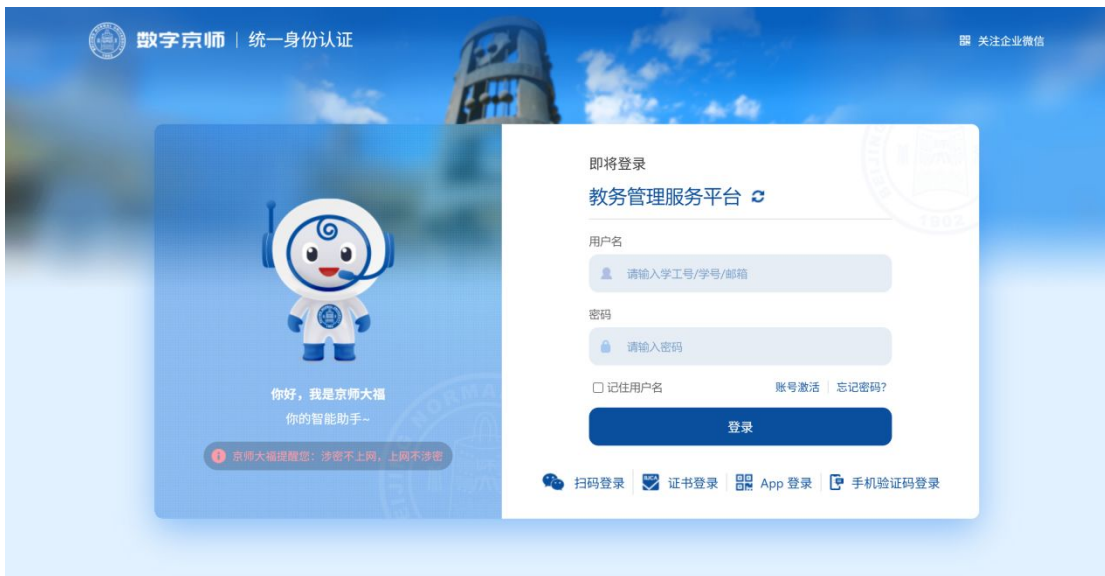 数字京师 | 统一身份认证
关注企业微信
即将登录
教务管理服务平台
用户名
请输入学工号/学号/邮箱
密码
请输入密码
记住用户名 账号激活 忘记密码?
登录
扫码登录 证书登录 App 登录 手机验证码登录
你好，我是京师大福
你的智能助手~
京师大福提醒您：涉密不上网，上网不涉密
BEIJING NORMA
BEIJI
1902